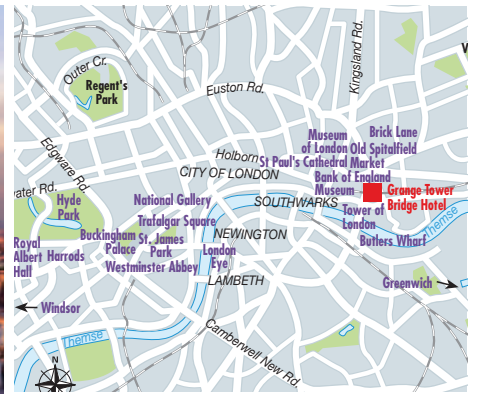 Outer Cr.
Regent's
Park
Euston Rd.
Kingsland Rd.
Edgware Rd.
Holborn
Museum
of London
Brick Lane
Old Spitalfield
Market
St Paul's Cathedral
CITY OF LONDON
Bank of England
Museum
Grange Tower
Bridge Hotel
water Rd.
Hyde
Park
National Gallery
SOUTHWARKS
Tower of
London
Themse
Trafalgar Square
NEWINGTON
Butlers Wharf
Royal
Albert
Hall
Harrods
Buckingham
Palace
St. James
Park
Westminster Abbey
London
Eye
LAMBETH
Greenwich
Windsor
Themse
Camberwell New Rd.
N